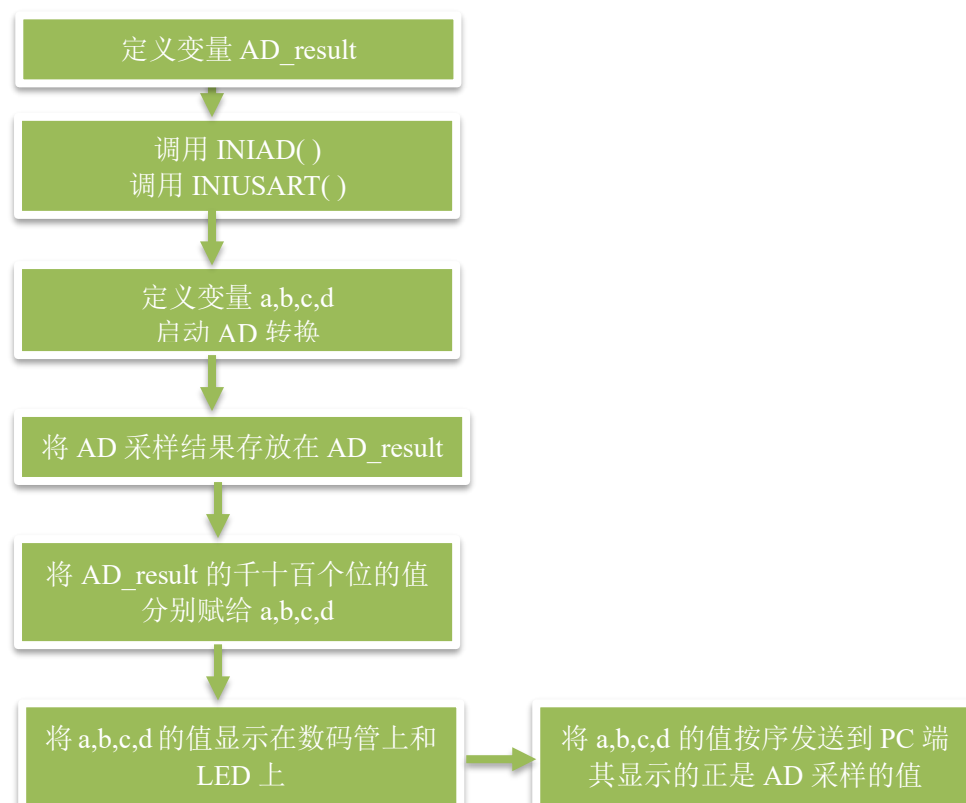 定义变量 AD_result
调用 INIAD( )
调用 INIUSART( )
定义变量 a,b,c,d
启动 AD 转换
将 AD 采样结果存放在 AD_result
将 AD_result 的千十百个位的值
分别赋给 a,b,c,d
将 a,b,c,d 的值显示在数码管上和
LED 上
将 a,b,c,d 的值按序发送到 PC 端
其显示的正是 AD 采样的值